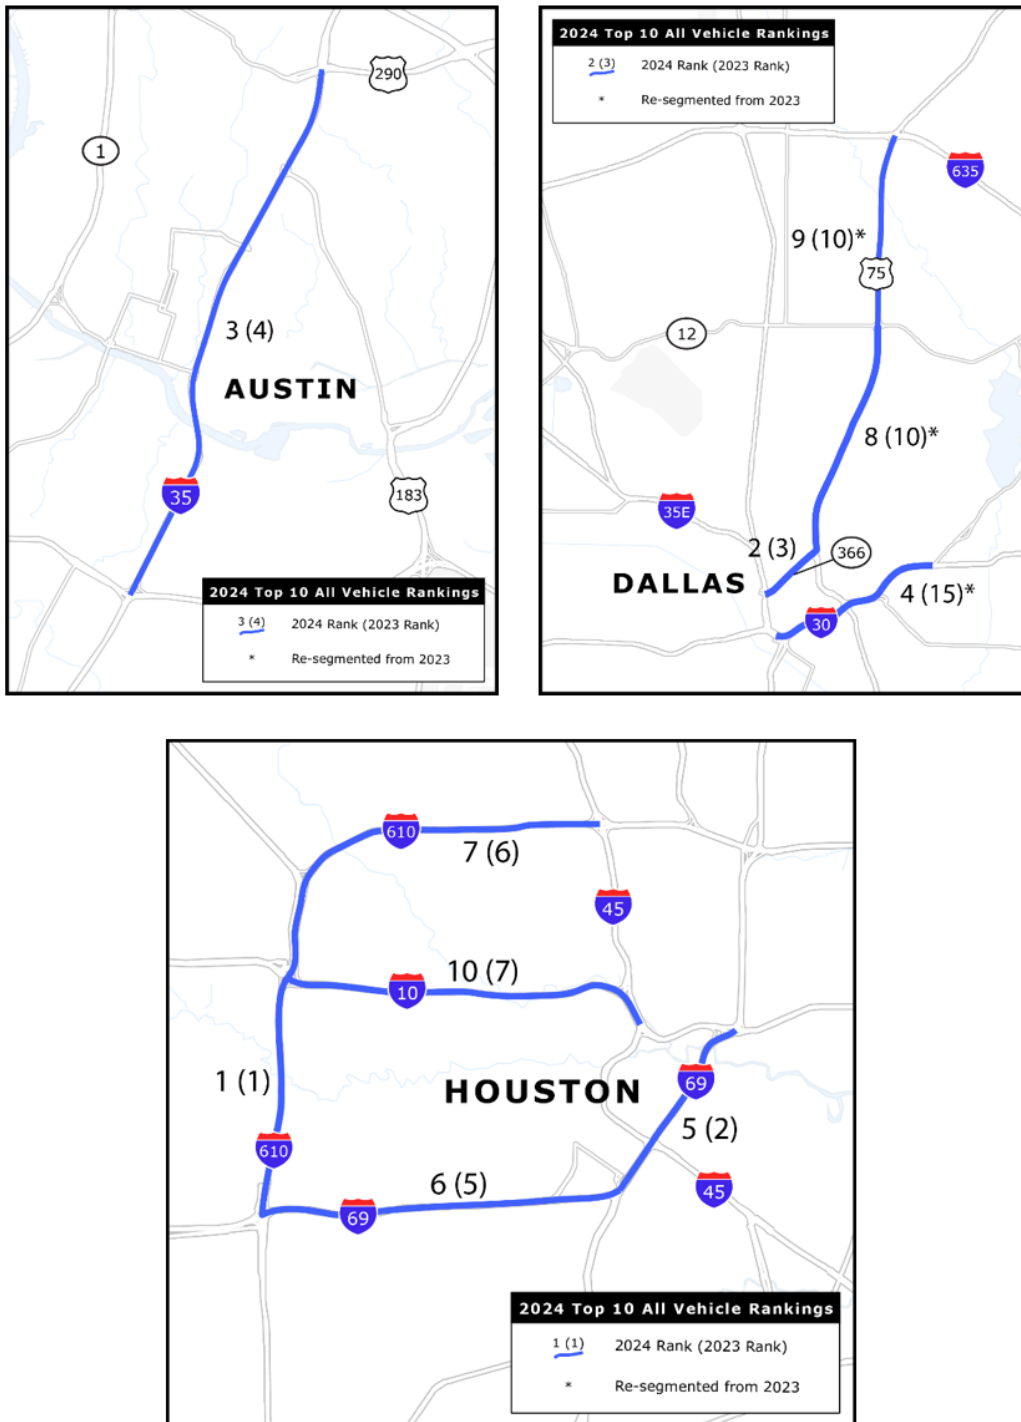 290
1
3 (4)
AUSTIN
35
183
2024 Top 10 All Vehicle Rankings
3 (4)
2024 Rank (2023 Rank)
*
Re-segmented from 2023
2024 Top 10 All Vehicle Rankings
2 (3)
2024 Rank (2023 Rank)
*
Re-segmented from 2023
635
9 (10)*
75
12
8 (10)*
35E
2 (3)
366
DALLAS
4 (15)*
30
610
7 (6)
45
10 (7)
10
1 (1)
HOUSTON
69
5 (2)
610
6 (5)
45
69
2024 Top 10 All Vehicle Rankings
1 (1)
2024 Rank (2023 Rank)
*
Re-segmented from 2023